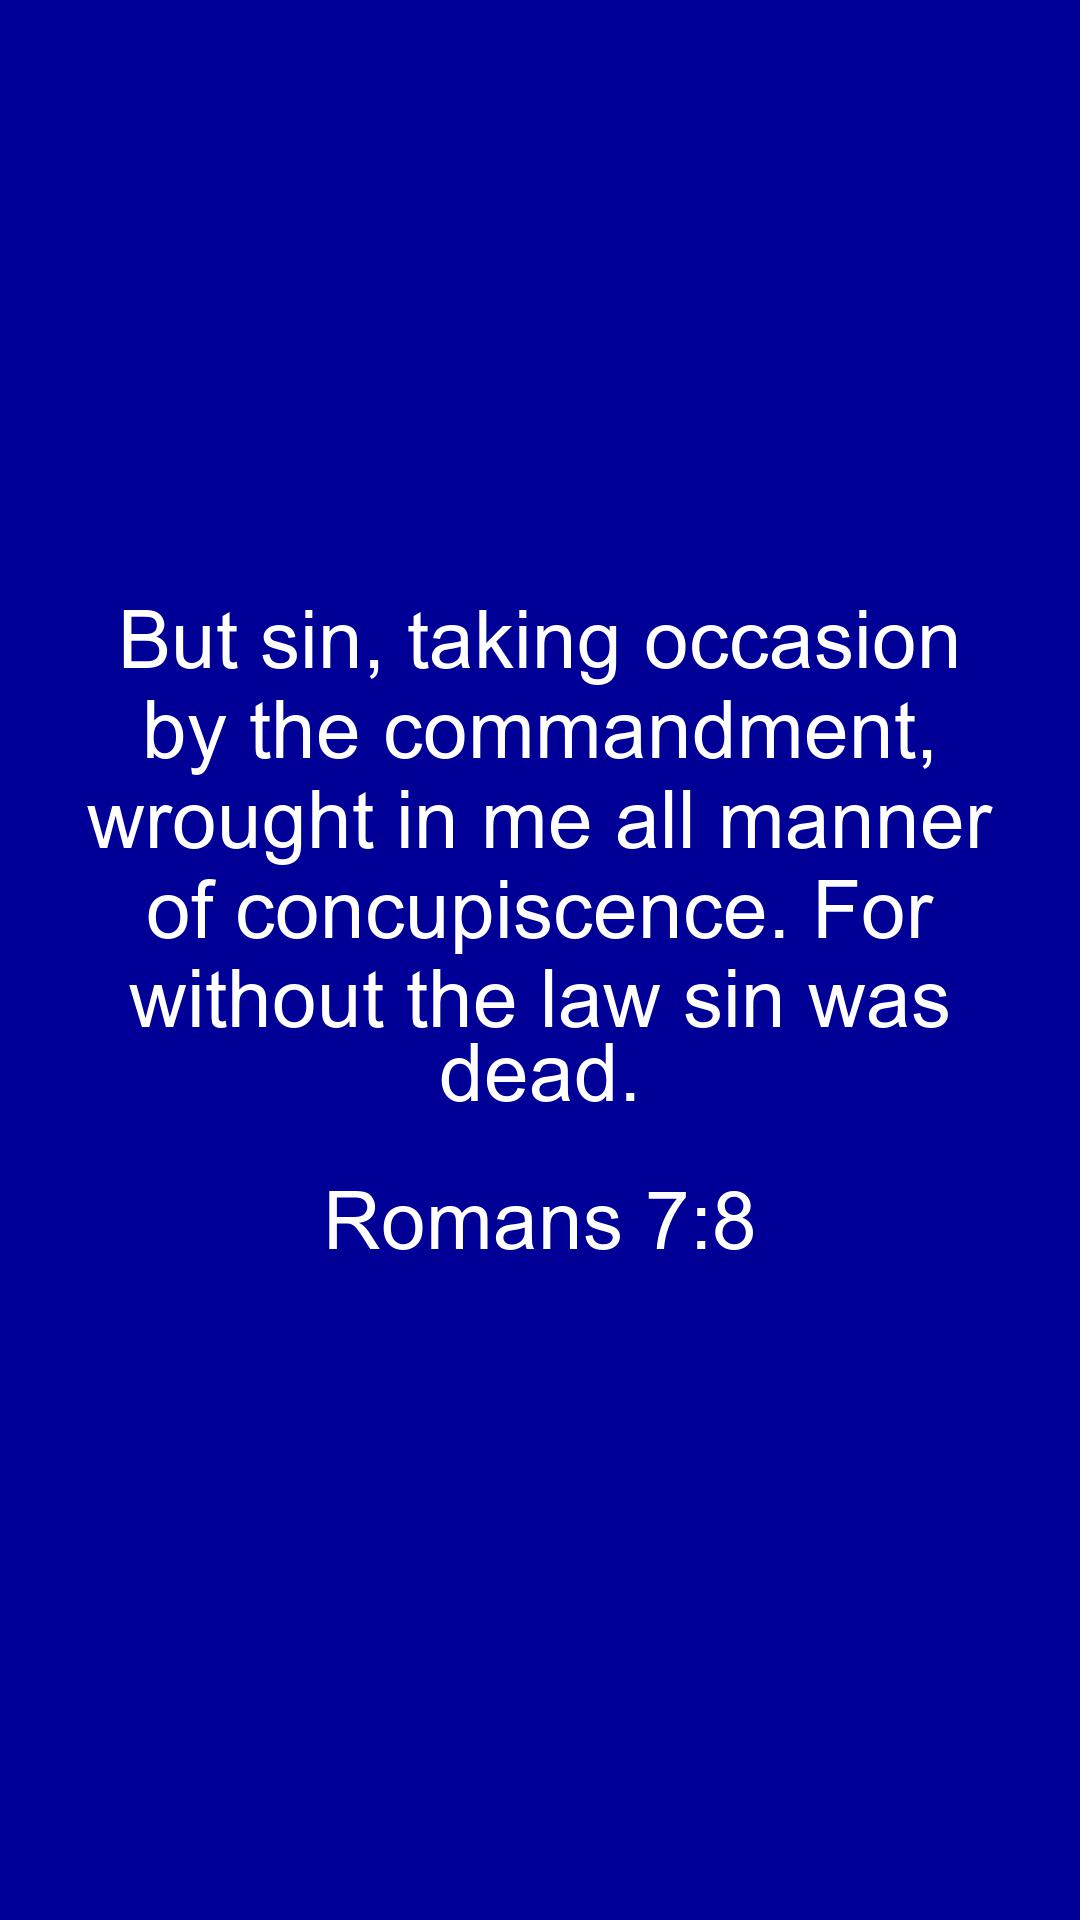 But sin, taking occasion
by the commandment,
wrought in me all manner
of concupiscence. For
without the law sin was
dead.
Romans 7:8